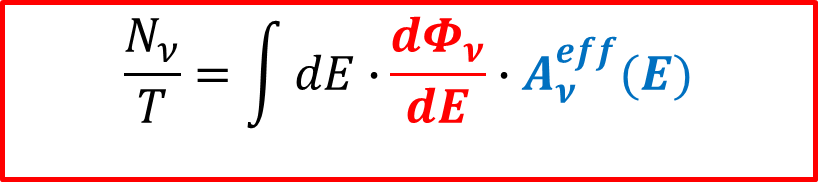 N_ν/T = ∫ dE · dΦ_ν/dE · A_ν^eff(E)